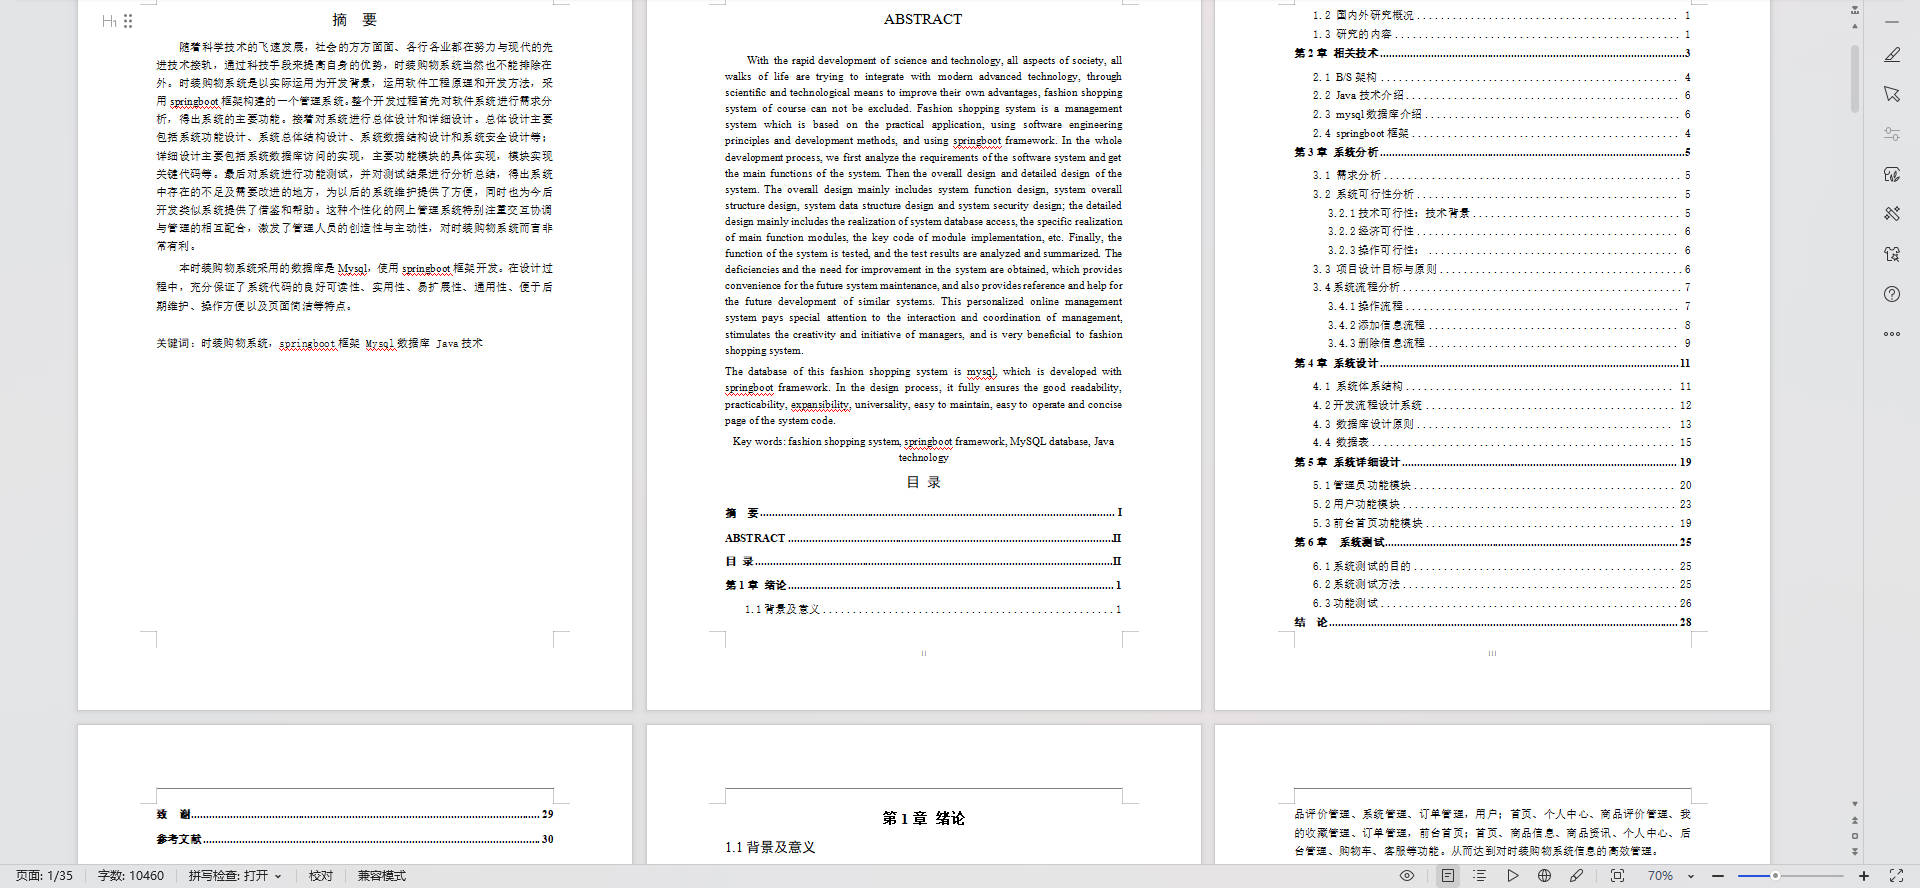 H1
摘　要
随着科学技术的飞速发展，社会的方方面面、各行各业都在努力与现代的先
进技术接轨，通过科技手段来提高自身的优势，时装购物系统当然也不能排除在
外。时装购物系统是以实际运用为开发背景，运用软件工程原理和开发方法，采
用 springboot 框架构建的一个管理系统。整个开发过程首先对软件系统进行需求分
析，得出系统的主要功能。接着对系统进行总体设计和详细设计。总体设计主要
包括系统功能设计、系统总体结构设计、系统数据结构设计和系统安全设计等；
详细设计主要包括系统数据库访问的实现，主要功能模块的具体实现，模块实现
关键代码等。最后对系统进行功能测试，并对测试结果进行分析总结，得出系统
中存在的不足及需要改进的地方，为以后的系统维护提供了方便，同时也为今后
开发类似系统提供了借鉴和帮助。这种个性化的网上管理系统特别注重交互协调
与管理的相互配合，激发了管理人员的创造性与主动性，对时装购物系统而言非
常有利。
本时装购物系统采用的数据库是 Mysql，使用 springboot 框架开发。在设计过
程中，充分保证了系统代码的良好可读性、实用性、易扩展性、通用性、便于后
期维护、操作方便以及页面简洁等特点。
关键词：时装购物系统，springboot 框架 Mysql 数据库 Java 技术
ABSTRACT
With the rapid development of science and technology, all aspects of society, all
walks of life are trying to integrate with modern advanced technology, through
scientific and technological means to improve their own advantages, fashion shopping
system of course can not be excluded. Fashion shopping system is a management
system which is based on the practical application, using software engineering
principles and development methods, and using springboot framework. In the whole
development process, we first analyze the requirements of the software system and get
the main functions of the system. Then the overall design and detailed design of the
system. The overall design mainly includes system function design, system overall
structure design, system data structure design and system security design; the detailed
design mainly includes the realization of system database access, the specific realization
of main function modules, the key code of module implementation, etc. Finally, the
function of the system is tested, and the test results are analyzed and summarized. The
deficiencies and the need for improvement in the system are obtained, which provides
convenience for the future system maintenance, and also provides reference and help for
the future development of similar systems. This personalized online management
system pays special attention to the interaction and coordination of management,
stimulates the creativity and initiative of managers, and is very beneficial to fashion
shopping system.
The database of this fashion shopping system is mysql, which is developed with
springboot framework. In the design process, it fully ensures the good readability,
practicability, expansibility, universality, easy to maintain, easy to operate and concise
page of the system code.
Key words: fashion shopping system, springboot framework, MySQL database, Java
technology
目 录
摘　要 I
ABSTRACT II
目 录 II
第 1 章 绪论 1
1.1 背景及意义 1
II
1.2 国内外研究概况 1
1.3 研究的内容 1
第 2 章 相关技术 3
2.1 B/S 架构 4
2.2 Java 技术介绍 6
2.3 mysql 数据库介绍 6
2.4 springboot 框架 4
第 3 章 系统分析 5
3.1 需求分析 5
3.2 系统可行性分析 5
3.2.1 技术可行性：技术背景 5
3.2.2 经济可行性 6
3.2.3 操作可行性： 6
3.3 项目设计目标与原则 6
3.4 系统流程分析 7
3.4.1 操作流程 7
3.4.2 添加信息流程 8
3.4.3 删除信息流程 9
第 4 章 系统设计 11
4.1 系统体系结构 11
4.2 开发流程设计系统 12
4.3 数据库设计原则 13
4.4 数据表 15
第 5 章 系统详细设计 19
5.1 管理员功能模块 20
5.2 用户功能模块 23
5.3 前台首页功能模块 19
第 6 章　系统测试 25
6.1 系统测试的目的 25
6.2 系统测试方法 25
6.3 功能测试 26
结　论 28
III
致　谢 29
参考文献 30
第 1 章 绪论
1.1 背景及意义
品评价管理、系统管理、订单管理，用户；首页、个人中心、商品评价管理、我
的收藏管理、订单管理，前台首页；首页、商品信息、商品资讯、个人中心、后
台管理、购物车、客服等功能。从而达到对时装购物系统信息的高效管理。
页面: 1/35 字数: 10460 拼写检查: 打开 校对 兼容模式 70%